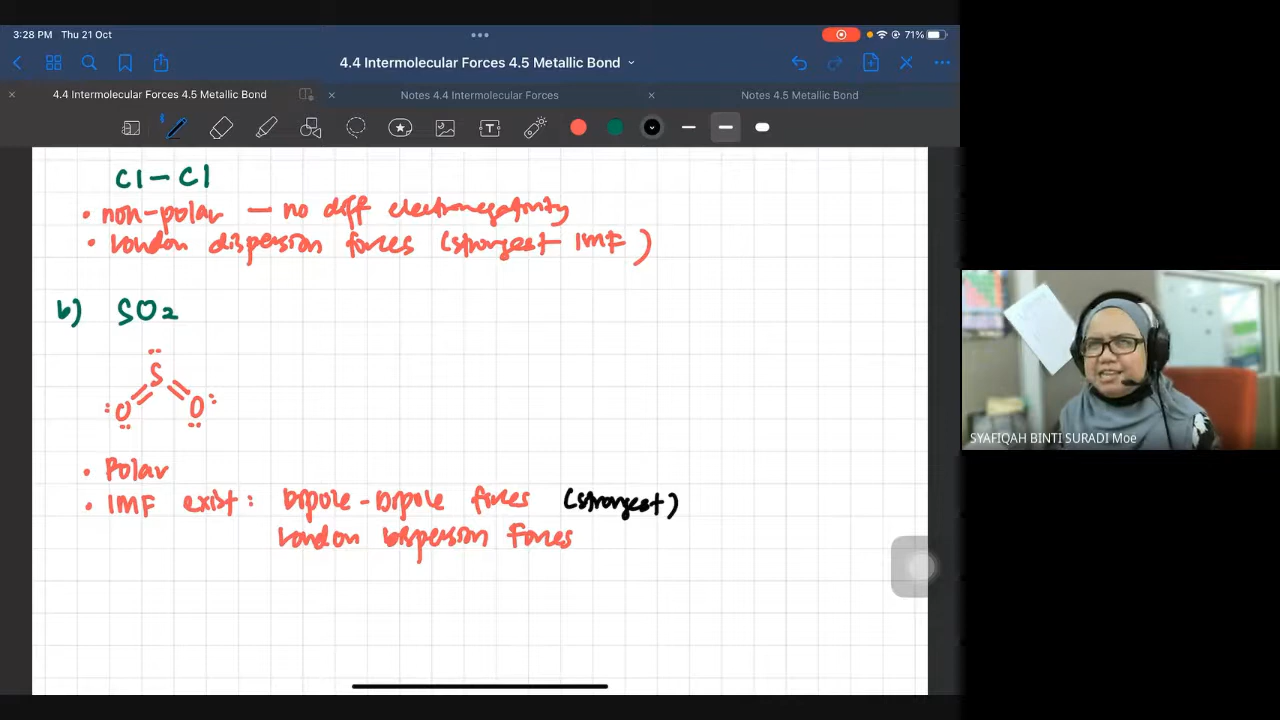 3:28 PM Thu 21 Oct
71%
4.4 Intermolecular Forces 4.5 Metallic Bond
4.4 Intermolecular Forces 4.5 Metallic Bond
Notes 4.4 Intermolecular Forces
Notes 4.5 Metallic Bond
Cl – Cl
• non-polar — no diff electronegativity
• London dispersion forces (strongest IMF)
b) SO2
S
O O
• Polar
• IMF exist: Dipole-Dipole forces (strongest)
London Dispersion Forces
SYAFIQAH BINTI SURADI Moe